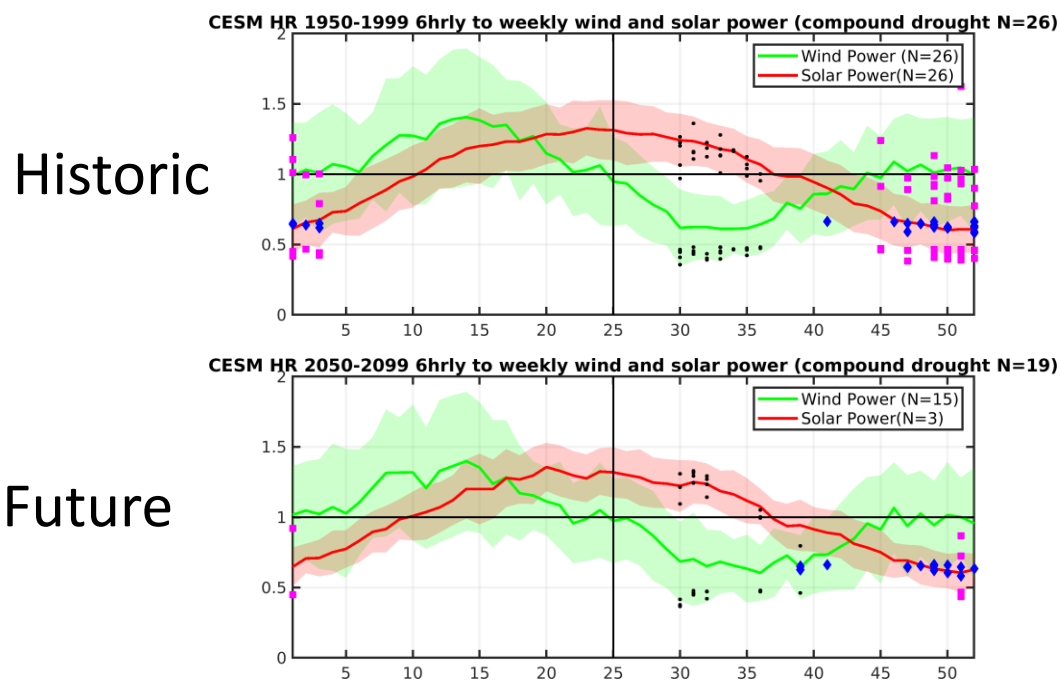 CESM HR 1950-1999 6hrly to weekly wind and solar power (compound drought N=26)
2
Wind Power (N=26)
Solar Power(N=26)
1.5
Historic
1
0.5
0
5 10 15 20 25 30 35 40 45 50
CESM HR 2050-2099 6hrly to weekly wind and solar power (compound drought N=19)
2
Wind Power (N=15)
Solar Power(N=3)
1.5
Future
1
0.5
0
5 10 15 20 25 30 35 40 45 50